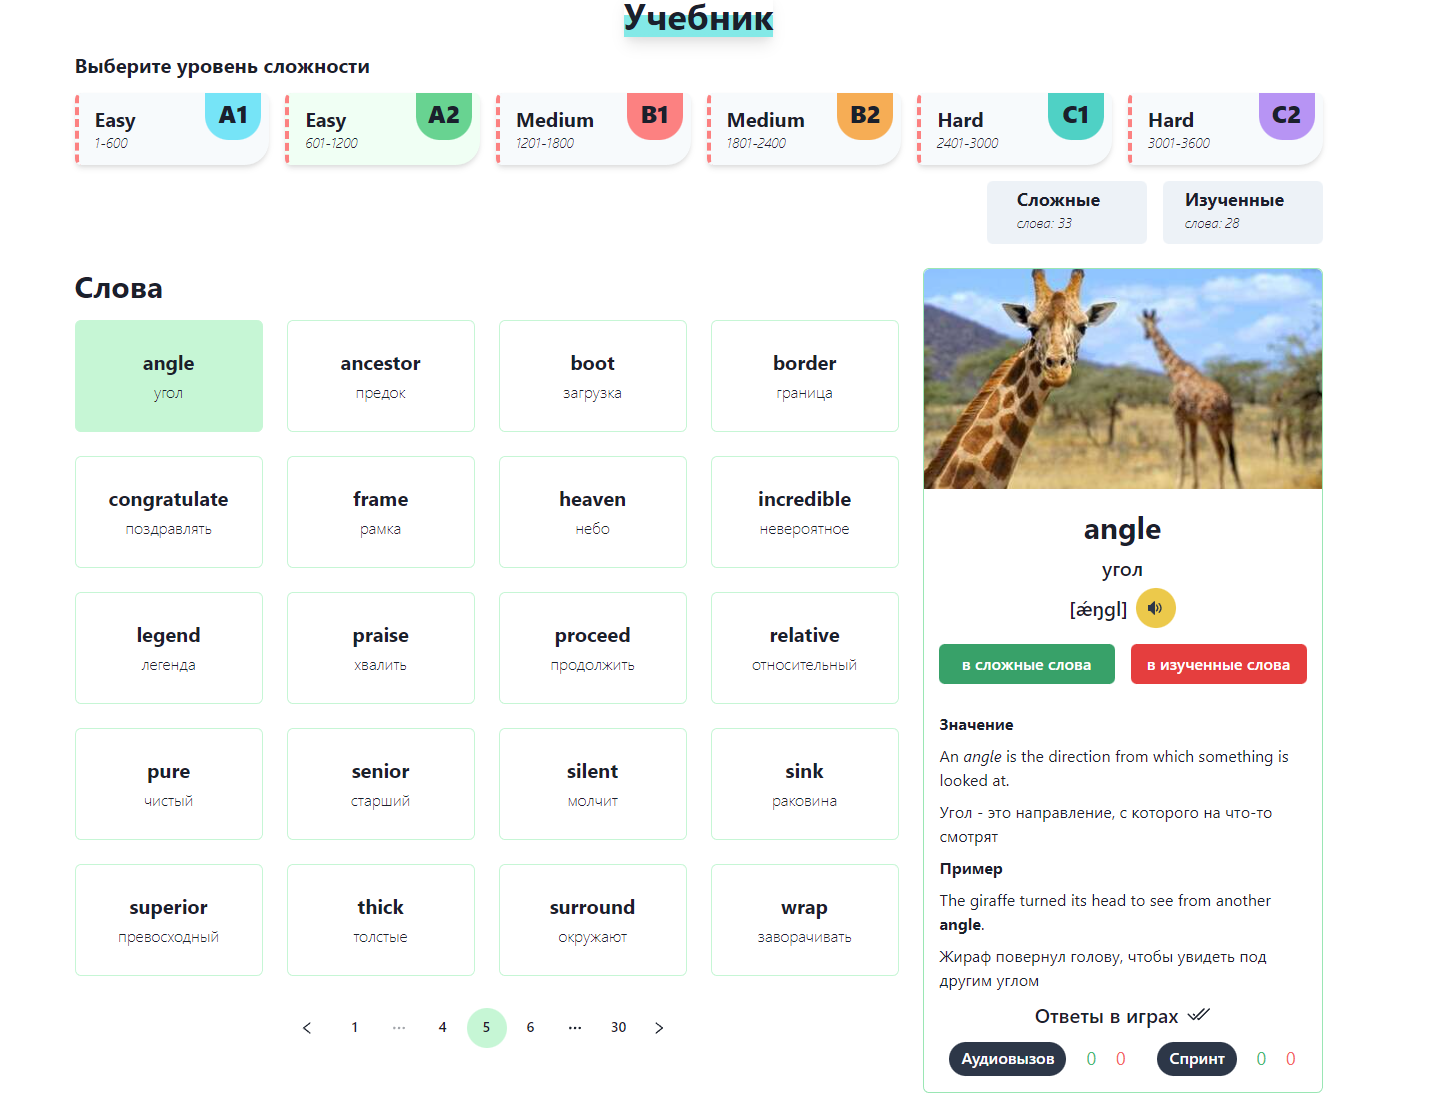 Учебник
Выберите уровень сложности
Easy
1-600
A1
Easy
601-1200
A2
Medium
1201-1800
B1
Medium
1801-2400
B2
Hard
2401-3000
C1
Hard
3001-3600
C2
Сложные
слова: 33
Изученные
слова: 28
Слова
angle
угол
ancestor
предок
boot
загрузка
border
граница
congratulate
поздравлять
frame
рамка
heaven
небо
incredible
невероятное
legend
легенда
praise
хвалить
proceed
продолжить
relative
относительный
pure
чистый
senior
старший
silent
молчит
sink
раковина
superior
превосходный
thick
толстые
surround
окружают
wrap
заворачивать
1 ··· 4 5 6 ··· 30
angle
угол
[ǽŋgl]
в сложные слова
в изученные слова
Значение
An angle is the direction from which something is
looked at.
Угол - это направление, с которого на что-то
смотрят
Пример
The giraffe turned its head to see from another
angle.
Жираф повернул голову, чтобы увидеть под
другим углом
Ответы в играх
Аудиовызов 0 0 Спринт 0 0